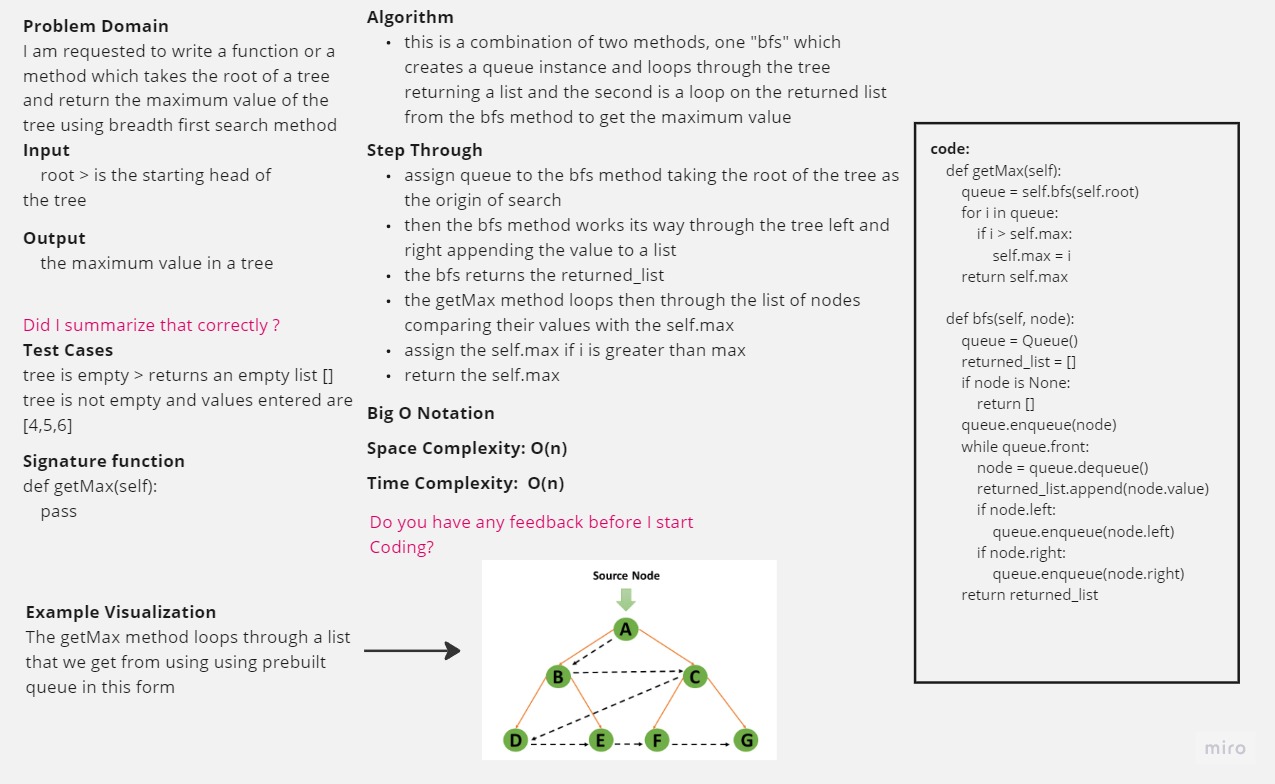 Problem Domain
I am requested to write a function or a
method which takes the root of a tree
and return the maximum value of the
tree using breadth first search method
Input
root > is the starting head of
the tree
Output
the maximum value in a tree
Did I summarize that correctly ?
Test Cases
tree is empty > returns an empty list []
tree is not empty and values entered are
[4,5,6]
Signature function
def getMax(self):
pass
Example Visualization
The getMax method loops through a list
that we get from using using prebuilt
queue in this form
Algorithm
• this is a combination of two methods, one "bfs" which
creates a queue instance and loops through the tree
returning a list and the second is a loop on the returned list
from the bfs method to get the maximum value
Step Through
• assign queue to the bfs method taking the root of the tree as
the origin of search
• then the bfs method works its way through the tree left and
right appending the value to a list
• the bfs returns the returned_list
• the getMax method loops then through the list of nodes
comparing their values with the self.max
• assign the self.max if i is greater than max
• return the self.max
Big O Notation
Space Complexity: O(n)
Time Complexity:  O(n)
Do you have any feedback before I start
Coding?
Source Node
A
B
C
D
E
F
G
code:
def getMax(self):
queue = self.bfs(self.root)
for i in queue:
if i > self.max:
self.max = i
return self.max
def bfs(self, node):
queue = Queue()
returned_list = []
if node is None:
return []
queue.enqueue(node)
while queue.front:
node = queue.dequeue()
returned_list.append(node.value)
if node.left:
queue.enqueue(node.left)
if node.right:
queue.enqueue(node.right)
return returned_list
miro